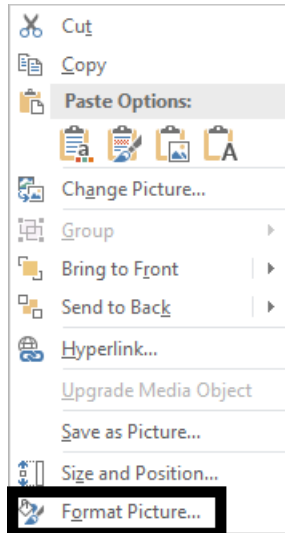 Cut
Copy
Paste Options:
a A
Change Picture...
Group
Bring to Front
Send to Back
Hyperlink...
Upgrade Media Object
Save as Picture...
Size and Position...
Format Picture...